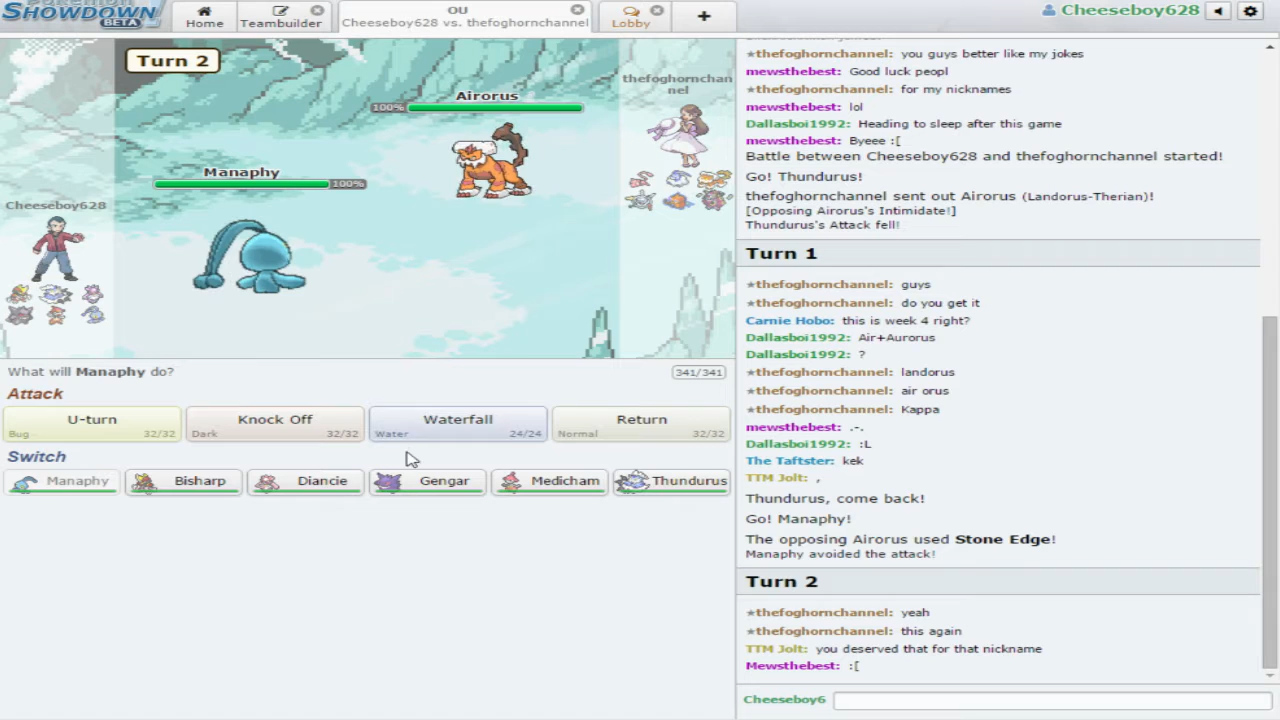 Pokémon
SHOWDOWN
BETA
Home
Teambuilder
OU
Cheeseboy628 vs. thefoghornchannel
Lobby
+
Cheeseboy628
Turn 2
Airorus
100%
Manaphy
100%
Cheeseboy628
thefoghornchan
nel
What will Manaphy do?
341/341
Attack
U-turn
Bug 32/32
Knock Off
Dark 32/32
Waterfall
Water 24/24
Return
Normal 32/32
Switch
Manaphy
Bisharp
Diancie
Gengar
Medicham
Thundurus
★thefoghornchannel: you guys better like my jokes
mewsthebest: Good luck peopl
★thefoghornchannel: for my nicknames
mewsthebest: lol
Dallasboi1992: Heading to sleep after this game
mewsthebest: Byeee :[
Battle between Cheeseboy628 and thefoghornchannel started!
Go! Thundurus!
thefoghornchannel sent out Airorus (Landorus-Therian)!
[Opposing Airorus's Intimidate!]
Thundurus's Attack fell!
Turn 1
★thefoghornchannel: guys
★thefoghornchannel: do you get it
Carnie Hobo: this is week 4 right?
Dallasboi1992: Air+Aurorus
Dallasboi1992: ?
★thefoghornchannel: landorus
★thefoghornchannel: air orus
★thefoghornchannel: Kappa
mewsthebest: .-.
Dallasboi1992: :L
The Taftster: kek
TTM Jolt: ,
Thundurus, come back!
Go! Manaphy!
The opposing Airorus used Stone Edge!
Manaphy avoided the attack!
Turn 2
★thefoghornchannel: yeah
★thefoghornchannel: this again
TTM Jolt: you deserved that for that nickname
Mewsthebest: :[
Cheeseboy6